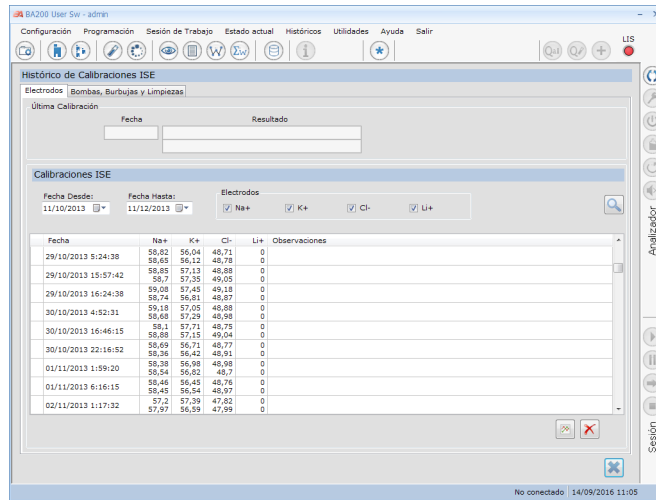 BA200 User Sw - admin
Configuración Programación Sesión de Trabajo Estado actual Históricos Utilidades Ayuda Salir
LIS
Histórico de Calibraciones ISE
Electrodos Bombas, Burbujas y Limpiezas
Última Calibración
Fecha Resultado
Calibraciones ISE
Fecha Desde: Fecha Hasta: Electrodos
11/10/2013 11/12/2013 Na+ K+ Cl- Li+
Fecha Na+ K+ Cl- Li+ Observaciones
58,82 56,04 48,71 0
29/10/2013 5:24:38
58,65 56,12 48,78 0
58,85 57,13 48,88 0
29/10/2013 15:57:42
58,7 57,35 49,05 0
59,08 57,45 49,18 0
29/10/2013 16:24:38
58,74 56,81 48,87 0
59,18 57,05 48,88 0
30/10/2013 4:52:31
58,68 57,29 48,98 0
58,1 57,71 48,75 0
30/10/2013 16:46:15
58,88 57,15 49,04 0
58,69 56,71 48,77 0
30/10/2013 22:16:52
58,36 56,42 48,91 0
58,38 56,98 48,98 0
01/11/2013 1:59:20
58,54 56,82 48,7 0
58,46 56,45 48,76 0
01/11/2013 6:16:15
58,45 56,54 48,97 0
57,2 57,39 47,82 0
02/11/2013 1:17:32
57,97 56,59 47,99 0
Analizador
Sesión
No conectado 14/09/2016 11:05